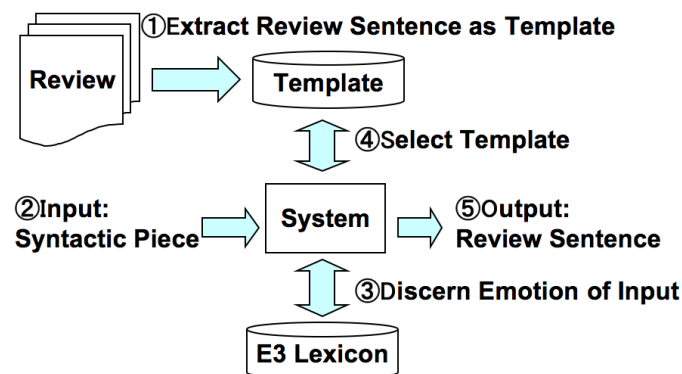 ①Extract Review Sentence as Template
Review
Template
④Select Template
②Input:
Syntactic Piece
System
⑤Output:
Review Sentence
③Discern Emotion of Input
E3 Lexicon